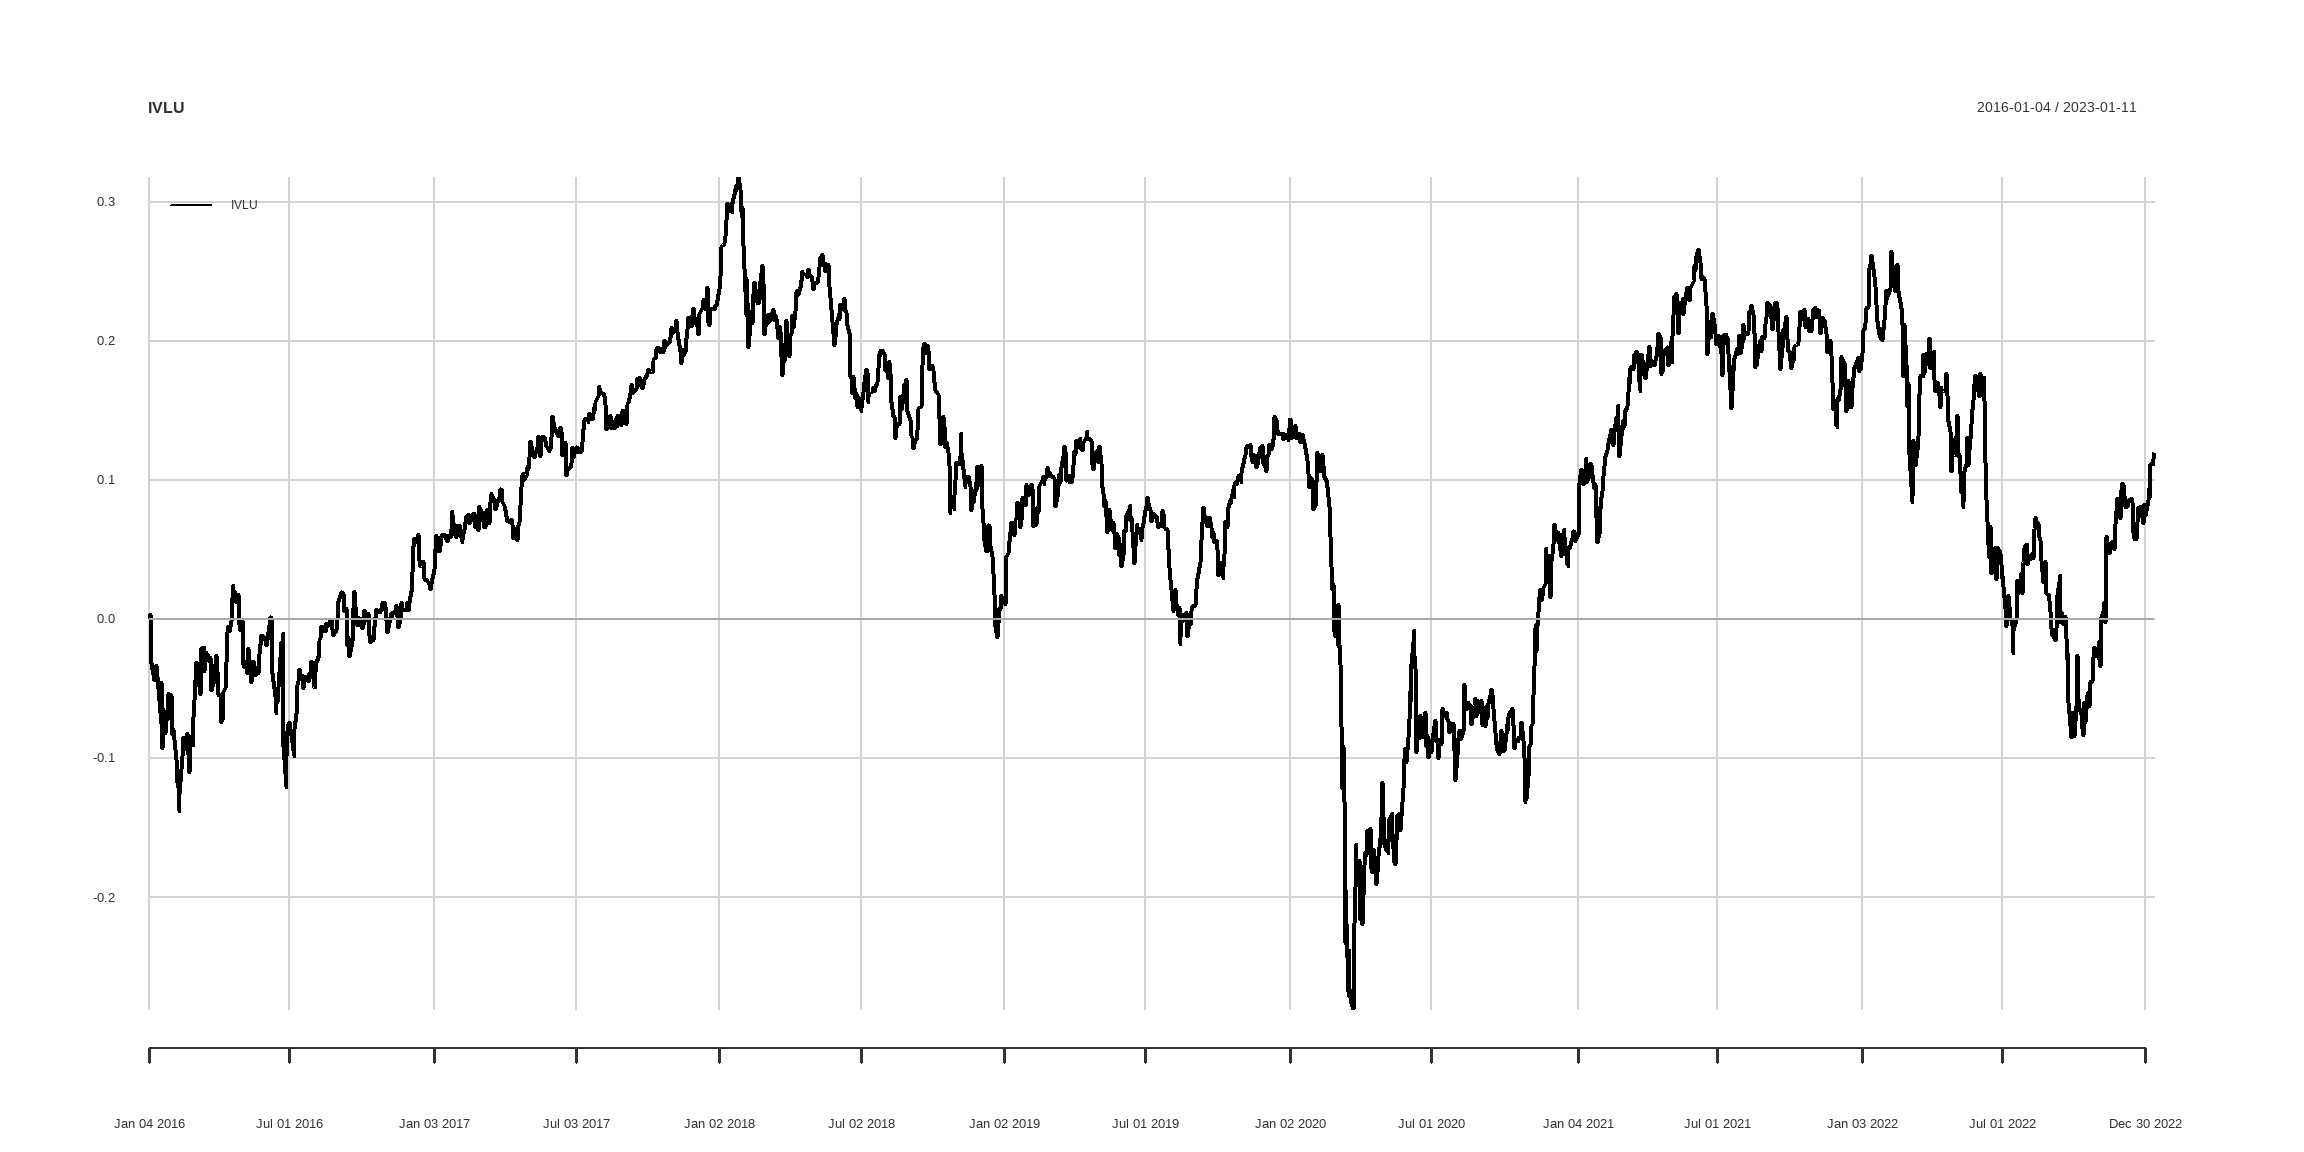 IVLU
2016-01-04 / 2023-01-11
0.3
IVLU
0.2
0.1
0.0
-0.1
-0.2
Jan 04 2016
Jul 01 2016
Jan 03 2017
Jul 03 2017
Jan 02 2018
Jul 02 2018
Jan 02 2019
Jul 01 2019
Jan 02 2020
Jul 01 2020
Jan 04 2021
Jul 01 2021
Jan 03 2022
Jul 01 2022
Dec 30 2022